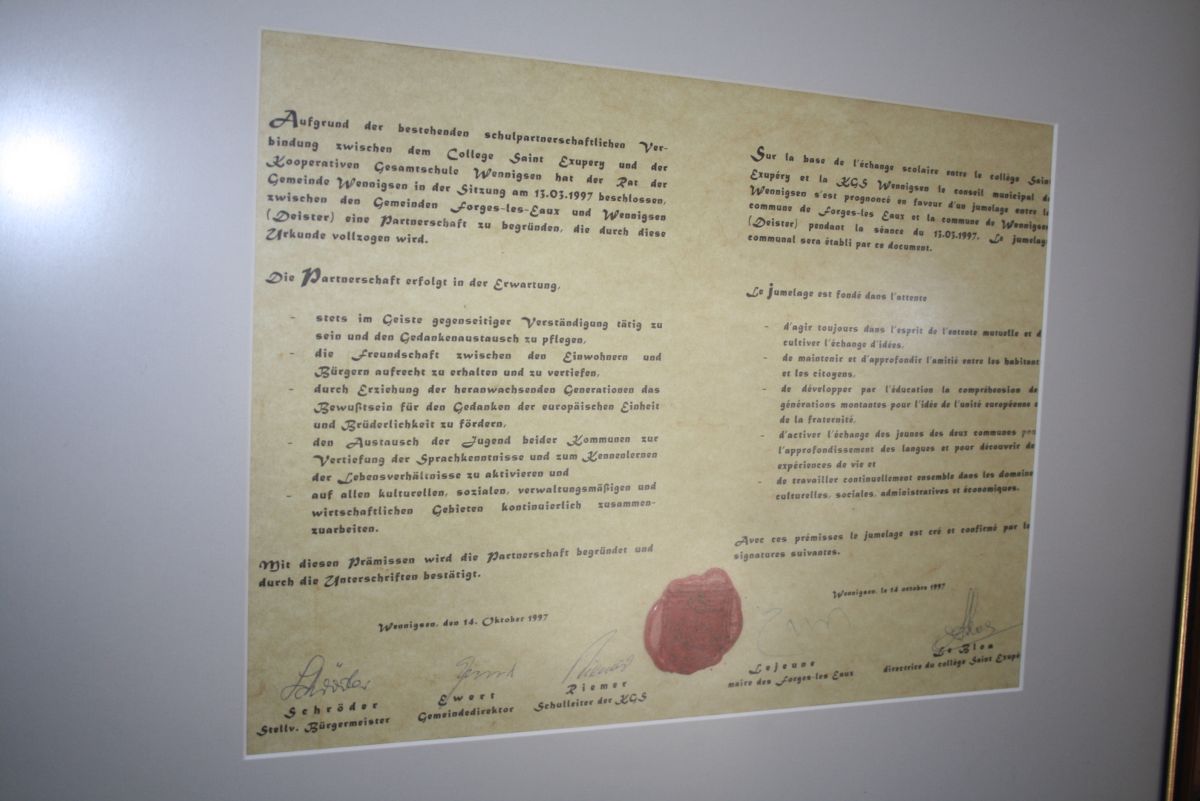 Aufgrund der bestehenden schulpartnerschaftlichen Ver-
bindung zwischen dem College Saint Exupery und der
Kooperativen Gesamtschule Wennigsen hat der Rat der
Gemeinde Wennigsen in der Sitzung am 13.03.1997 beschlossen,
zwischen den Gemeinden Forges-les-Eaux und Wennigsen
(Deister) eine Partnerschaft zu begründen, die durch diese
Urkunde vollzogen wird.
Die Partnerschaft erfolgt in der Erwartung,
- stets im Geiste gegenseitiger Verständigung tätig zu
sein und den Gedankenaustausch zu pflegen,
- die Freundschaft zwischen den Einwohnern und
Bürgern aufrecht zu erhalten und zu vertiefen,
- durch Erziehung der heranwachsenden Generationen das
Bewußtsein für den Gedanken der europäischen Einheit
und Brüderlichkeit zu fördern,
- den Austausch der Jugend beider Kommunen zur
Vertiefung der Sprachkenntnisse und zum Kennenlernen
der Lebensverhältnisse zu aktivieren und
- auf allen kulturellen, sozialen, verwaltungsmäßigen und
wirtschaftlichen Gebieten kontinuierlich zusammen-
zuarbeiten.
Mit diesen Prämissen wird die Partnerschaft begründet und
durch die Unterschriften bestätigt.
Wennigsen, den 14. Oktober 1997
Schröder
Schröder
Stellv. Bürgermeister
Ewert
Gemeindedirektor
Riemer
Riemer
Schulleiter der KGS
Sur la base de l'échange scolaire entre le collège Saint
Exupéry et la KGS Wennigsen le conseil municipal de
Wennigsen s'est prognoncé en faveur d'un jumelage entre la
commune de Forges-les Eaux et la commune de Wennigsen
(Deister) pendant la séance du 13.03.1997. Le jumelage
communal sera établi par ce document.
Le jumelage est fondé dans l'attente
- d'agir toujours dans l'esprit de l'entente mutuelle et d
cultiver l'échange d'idées,
- de maintenir et d'approfondir l'amitié entre les habitant
et les citoyens,
- de développer par l'éducation la compréhension de
générations montantes pour l'idée de l'unité européenne e
de la fraternité,
- d'activer l'échange des jeunes des deux communes pou
l'approfondissement des langues et pour découvrir de
expériences de vie et
- de travailler continuellement ensemble dans les domaine
culturelles, sociales, administratives et économiques.
Avec ces prémisses le jumelage est cré et confirmé par le
signatures suivantes.
Wennigsen, le 14 octobre 1997
Lejeune
maire des Forges-les Eaux
Le Bloa
directrice du collège Saint Exupé